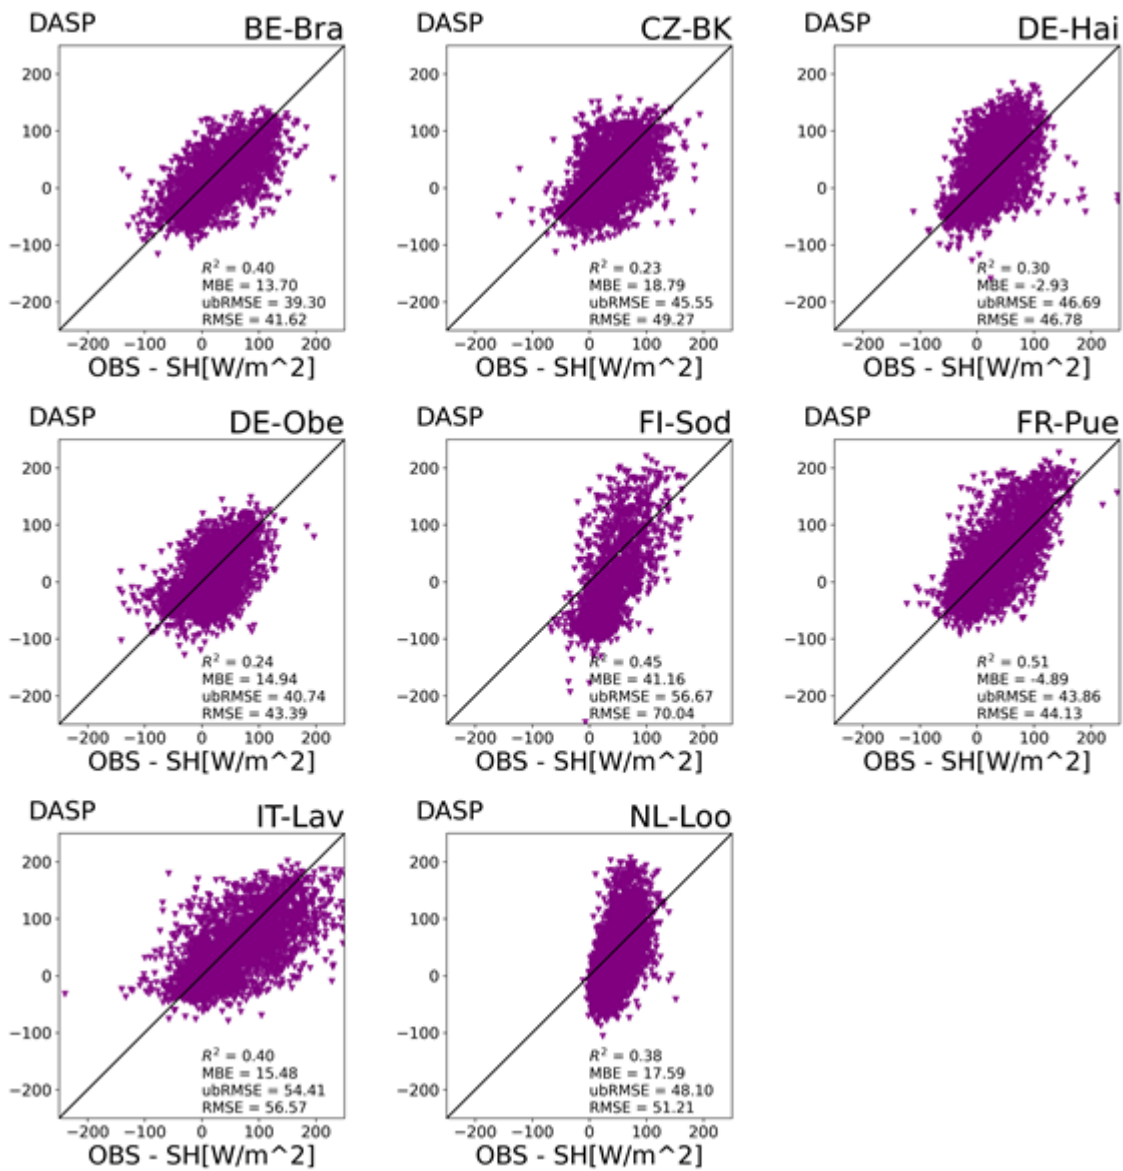 DASP BE-Bra
200
100
0
−100
−200
R² = 0.40
MBE = 13.70
ubRMSE = 39.30
RMSE = 41.62
−200 −100 0 100 200
OBS - SH[W/m^2]
DASP CZ-BK
200
100
0
−100
−200
R² = 0.23
MBE = 18.79
ubRMSE = 45.55
RMSE = 49.27
−200 −100 0 100 200
OBS - SH[W/m^2]
DASP DE-Hai
200
100
0
−100
−200
R² = 0.30
MBE = -2.93
ubRMSE = 46.69
RMSE = 46.78
−200 −100 0 100 200
OBS - SH[W/m^2]
DASP DE-Obe
200
100
0
−100
−200
R² = 0.24
MBE = 14.94
ubRMSE = 40.74
RMSE = 43.39
−200 −100 0 100 200
OBS - SH[W/m^2]
DASP FI-Sod
200
100
0
−100
−200
R² = 0.45
MBE = 41.16
ubRMSE = 56.67
RMSE = 70.04
−200 −100 0 100 200
OBS - SH[W/m^2]
DASP FR-Pue
200
100
0
−100
−200
R² = 0.51
MBE = -4.89
ubRMSE = 43.86
RMSE = 44.13
−200 −100 0 100 200
OBS - SH[W/m^2]
DASP IT-Lav
200
100
0
−100
−200
R² = 0.40
MBE = 15.48
ubRMSE = 54.41
RMSE = 56.57
−200 −100 0 100 200
OBS - SH[W/m^2]
DASP NL-Loo
200
100
0
−100
−200
R² = 0.38
MBE = 17.59
ubRMSE = 48.10
RMSE = 51.21
−200 −100 0 100 200
OBS - SH[W/m^2]